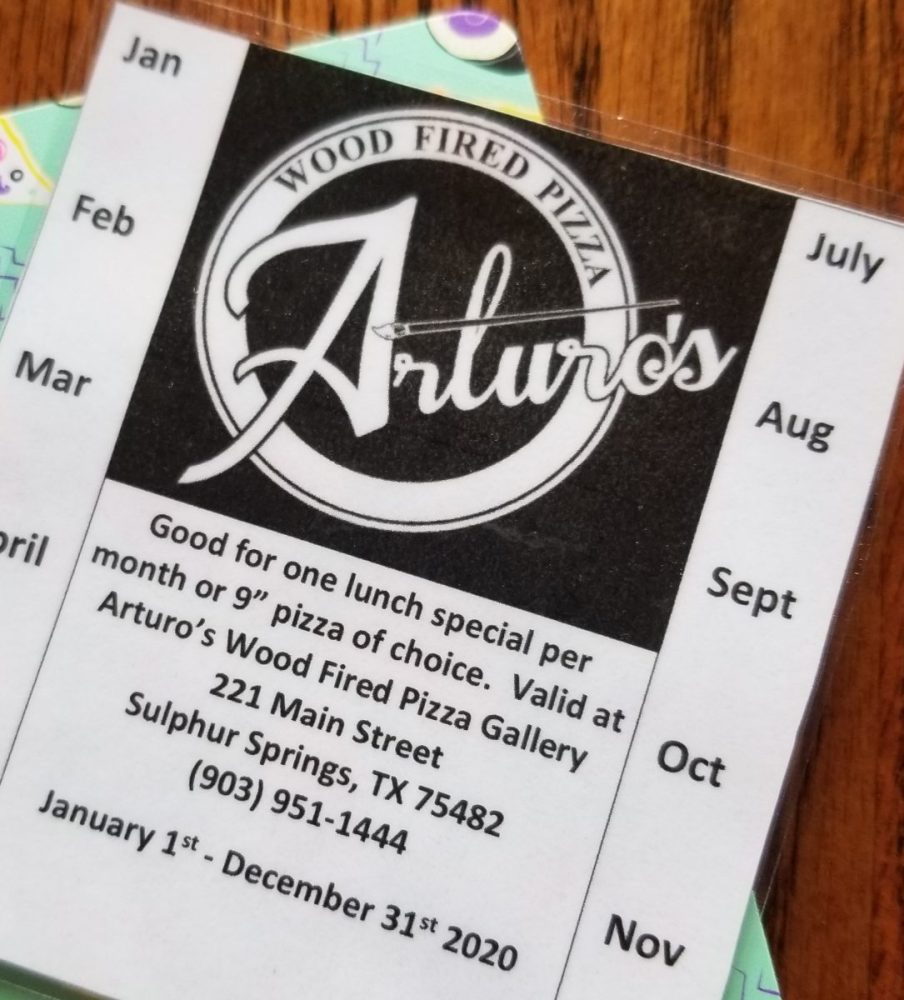 Jan
Feb
Mar
WOOD FIRED PIZZA
Arturo's
Good for one lunch special per
month or 9” pizza of choice. Valid at
Arturo’s Wood Fired Pizza Gallery
221 Main Street
Sulphur Springs, TX 75482
(903) 951-1444
January 1st - December 31st 2020
July
Aug
Sept
Oct
Nov